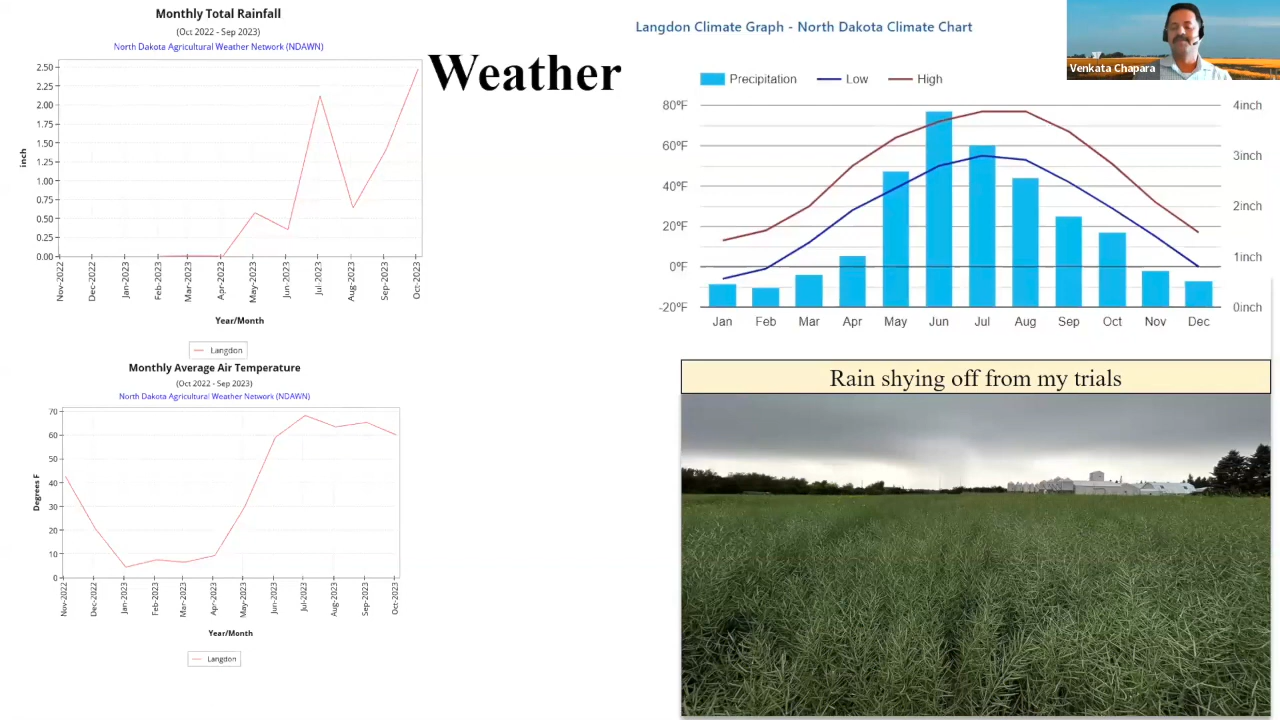 Monthly Total Rainfall
(Oct 2022 - Sep 2023)
North Dakota Agricultural Weather Network (NDAWN)
2.50
2.25
2.00
1.75
1.50
1.25
1.00
0.75
0.50
0.25
0.00
inch
Nov-2022
Dec-2022
Jan-2023
Feb-2023
Mar-2023
Apr-2023
May-2023
Jun-2023
Jul-2023
Aug-2023
Sep-2023
Oct-2023
Year/Month
Langdon
Weather
Monthly Average Air Temperature
(Oct 2022 - Sep 2023)
North Dakota Agricultural Weather Network (NDAWN)
70
60
50
40
30
20
10
0
Degrees F
Nov-2022
Dec-2022
Jan-2023
Feb-2023
Mar-2023
Apr-2023
May-2023
Jun-2023
Jul-2023
Aug-2023
Sep-2023
Oct-2023
Year/Month
Langdon
Langdon Climate Graph - North Dakota Climate Chart
Precipitation Low High
80ºF 4inch
60ºF 3inch
40ºF 2inch
20ºF
0ºF 1inch
-20ºF 0inch
Jan Feb Mar Apr May Jun Jul Aug Sep Oct Nov Dec
Venkata Chapara
Rain shying off from my trials